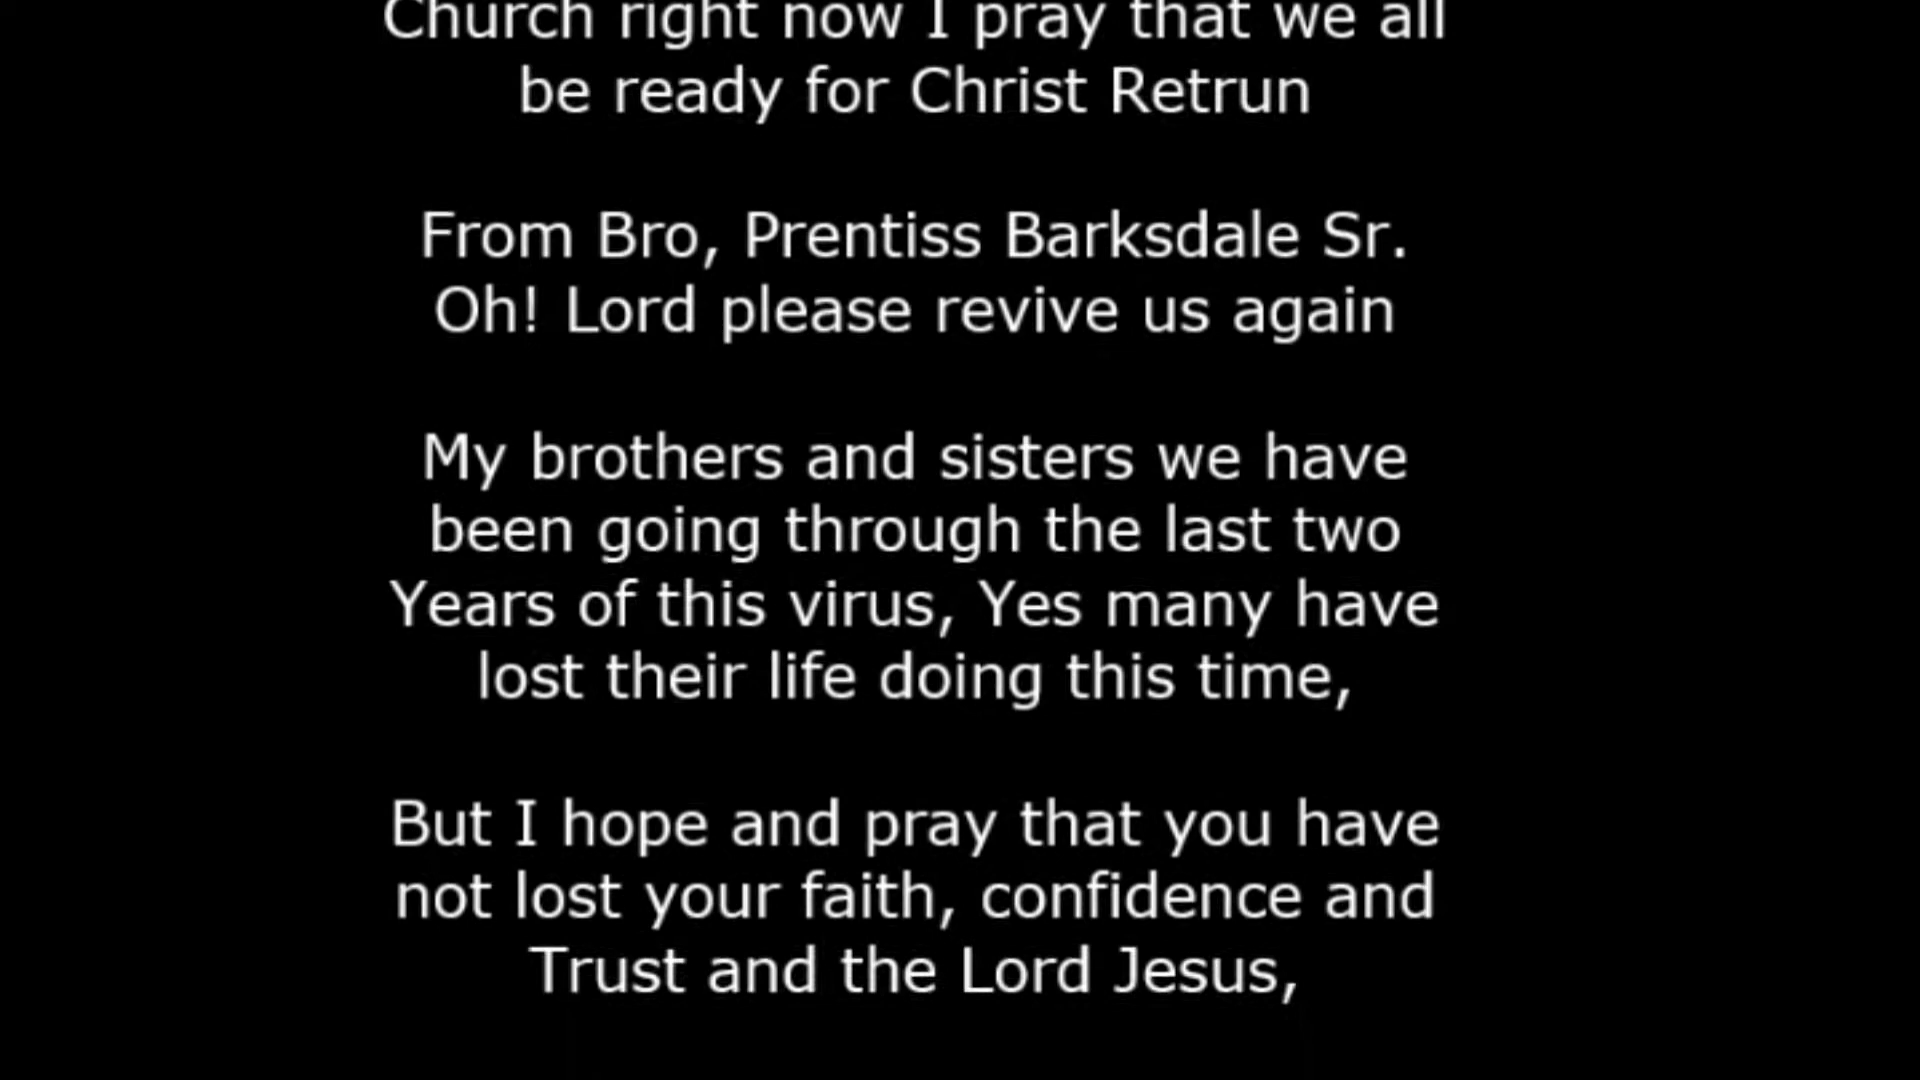 Church right now I pray that we all
be ready for Christ Retrun
From Bro, Prentiss Barksdale Sr.
Oh! Lord please revive us again
My brothers and sisters we have
been going through the last two
Years of this virus, Yes many have
lost their life doing this time,
But I hope and pray that you have
not lost your faith, confidence and
Trust and the Lord Jesus,